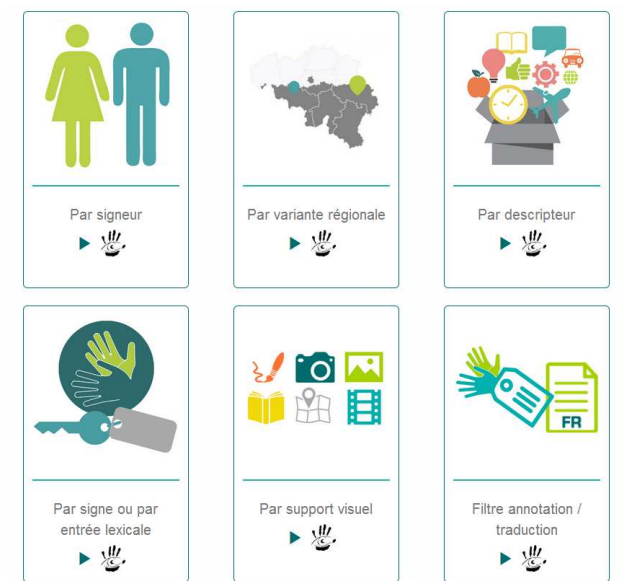 Par signeur
Par variante régionale
Par descripteur
FR
Par signe ou par
entrée lexicale
Par support visuel
Filtre annotation /
traduction